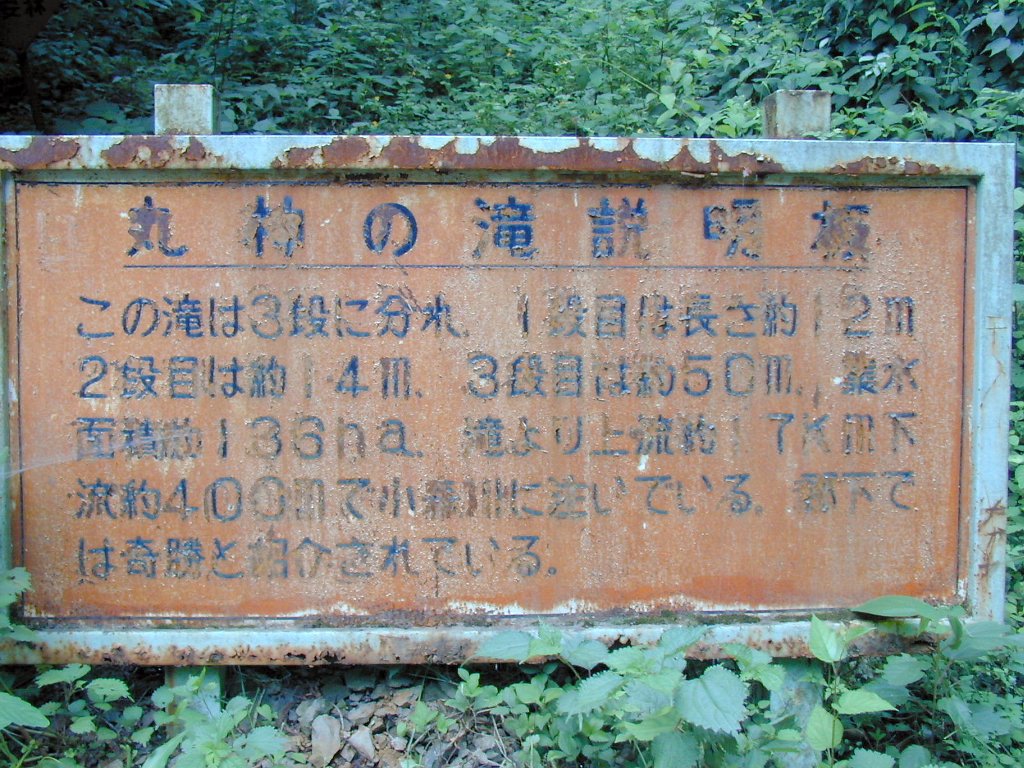 丸神の滝説明板
この滝は3段に分れ、1段目は長さ約12m
2段目は約14m、3段目は約50m、集水
面積約136ha、滝より上流約1.7Km下
流約400mで小森川に注いでいる。郡下で
は奇勝と紹介されている。